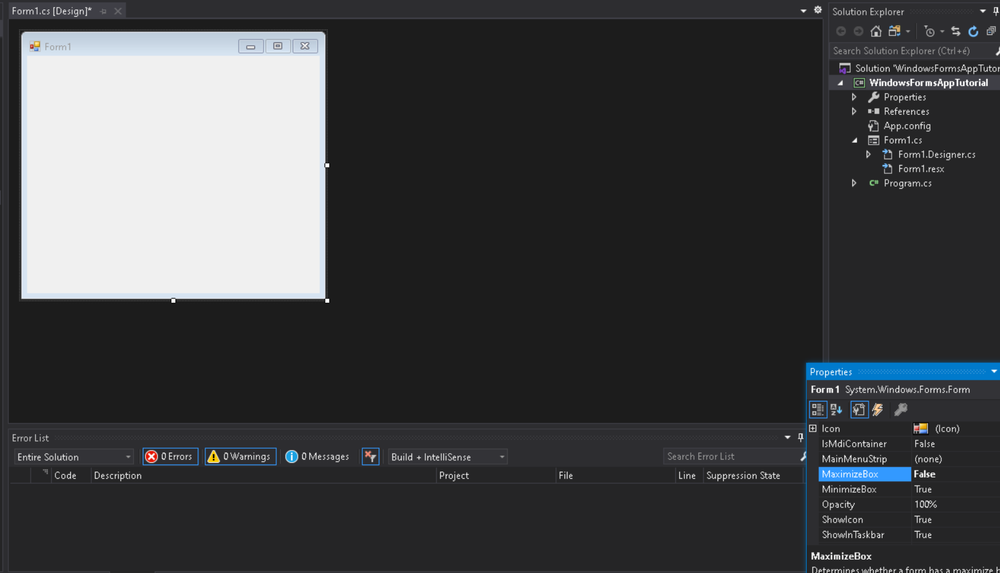 Form1.cs [Design]*
Form1
Solution Explorer
Search Solution Explorer (Ctrl+é)
Solution 'WindowsFormsAppTutor
WindowsFormsAppTutorial
Properties
References
App.config
Form1.cs
Form1.Designer.cs
Form1.resx
C# Program.cs
Error List
Entire Solution
0 Errors
0 Warnings
0 Messages
Build + IntelliSense
Search Error List
Code
Description
Project
File
Line
Suppression State
Properties
Form1 System.Windows.Forms.Form
Icon (Icon)
IsMdiContainer False
MainMenuStrip (none)
MaximizeBox False
MinimizeBox True
Opacity 100%
ShowIcon True
ShowInTaskbar True
MaximizeBox
Determines whether a form has a maximize b